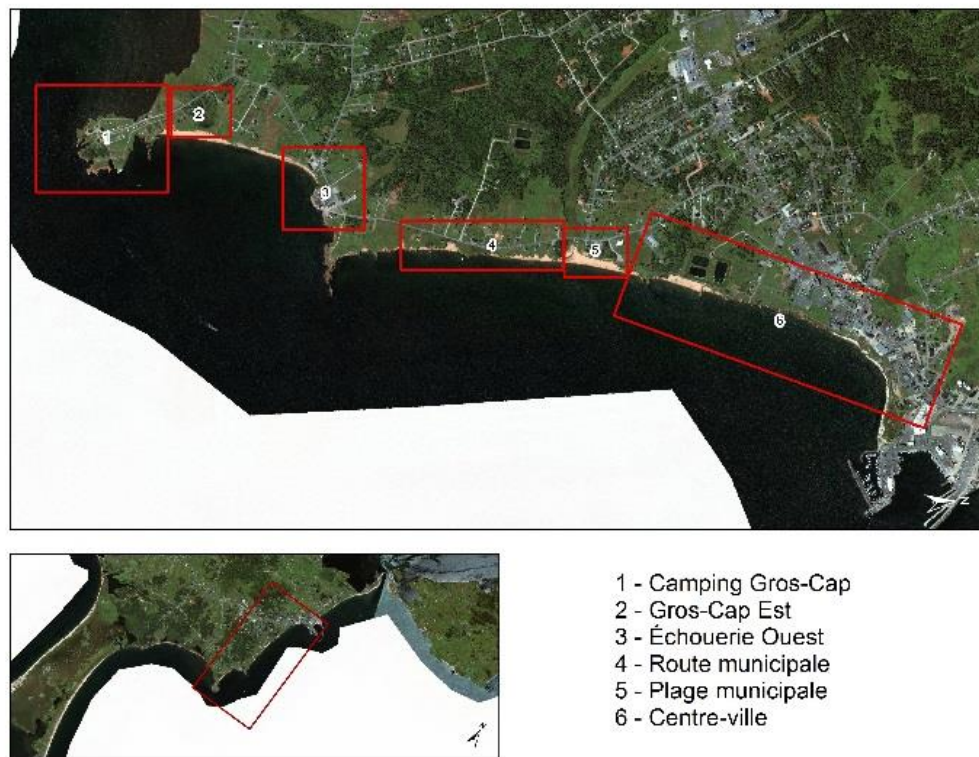 1
2
3
4
5
6
N
N
1 - Camping Gros-Cap
2 - Gros-Cap Est
3 - Échouerie Ouest
4 - Route municipale
5 - Plage municipale
6 - Centre-ville